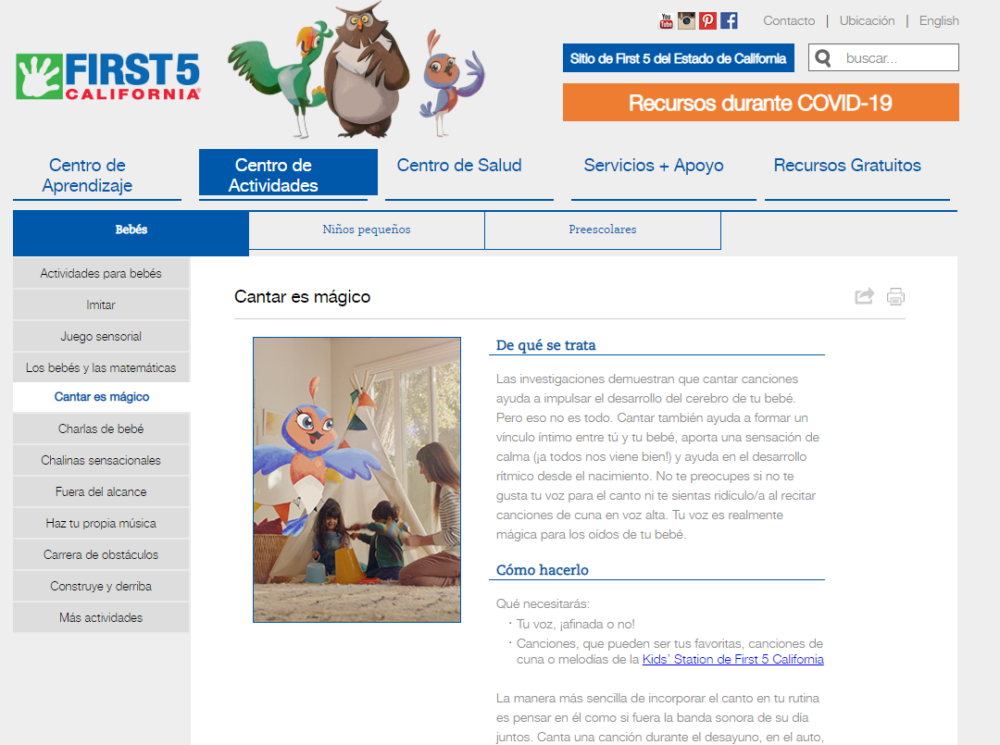 You
Tube
Contacto | Ubicación | English
FIRST 5
CALIFORNIA®
Sitio de First 5 del Estado de California
buscar...
Recursos durante COVID-19
Centro de
Aprendizaje
Centro de
Actividades
Centro de Salud
Servicios + Apoyo
Recursos Gratuitos
Bebés
Niños pequeños
Preescolares
Actividades para bebés
Imitar
Juego sensorial
Los bebés y las matemáticas
Cantar es mágico
Charlas de bebé
Chalinas sensacionales
Fuera del alcance
Haz tu propia música
Carrera de obstáculos
Construye y derriba
Más actividades
Cantar es mágico
De qué se trata
Las investigaciones demuestran que cantar canciones
ayuda a impulsar el desarrollo del cerebro de tu bebé.
Pero eso no es todo. Cantar también ayuda a formar un
vínculo íntimo entre tú y tu bebé, aporta una sensación de
calma (¡a todos nos viene bien!) y ayuda en el desarrollo
rítmico desde el nacimiento. No te preocupes si no te
gusta tu voz para el canto ni te sientas ridículo/a al recitar
canciones de cuna en voz alta. Tu voz es realmente
mágica para los oídos de tu bebé.
Cómo hacerlo
Qué necesitarás:
· Tu voz, ¡afinada o no!
· Canciones, que pueden ser tus favoritas, canciones de
cuna o melodías de la Kids' Station de First 5 California
La manera más sencilla de incorporar el canto en tu rutina
es pensar en él como si fuera la banda sonora de su día
juntos. Canta una canción durante el desayuno, en el auto,